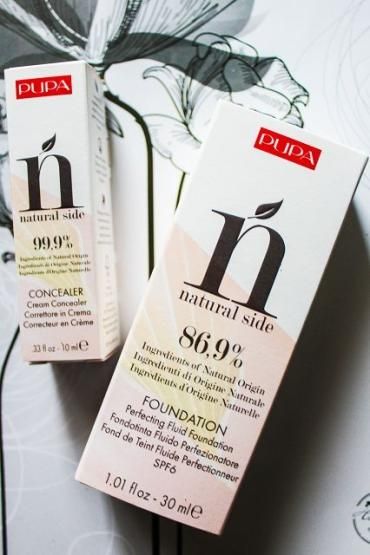 PUPA
n
natural side
99,9%
Ingredients of Natural Origin
Ingredienti di Origine Naturale
Ingrédients d'Origine Naturelle
CONCEALER
Cream Concealer
Correttore in Crema
Correcteur en Crème
.33 fl.oz - 10 ml e
PUPA
n
natural side
86,9%
Ingredients of Natural Origin
Ingredienti di Origine Naturale
Ingrédients d'Origine Naturelle
FOUNDATION
Perfecting Fluid Foundation
Fondotinta Fluido Perfezionatore
Fond de Teint Fluide Perfectionneur
SPF6
1.01 fl.oz - 30 ml e